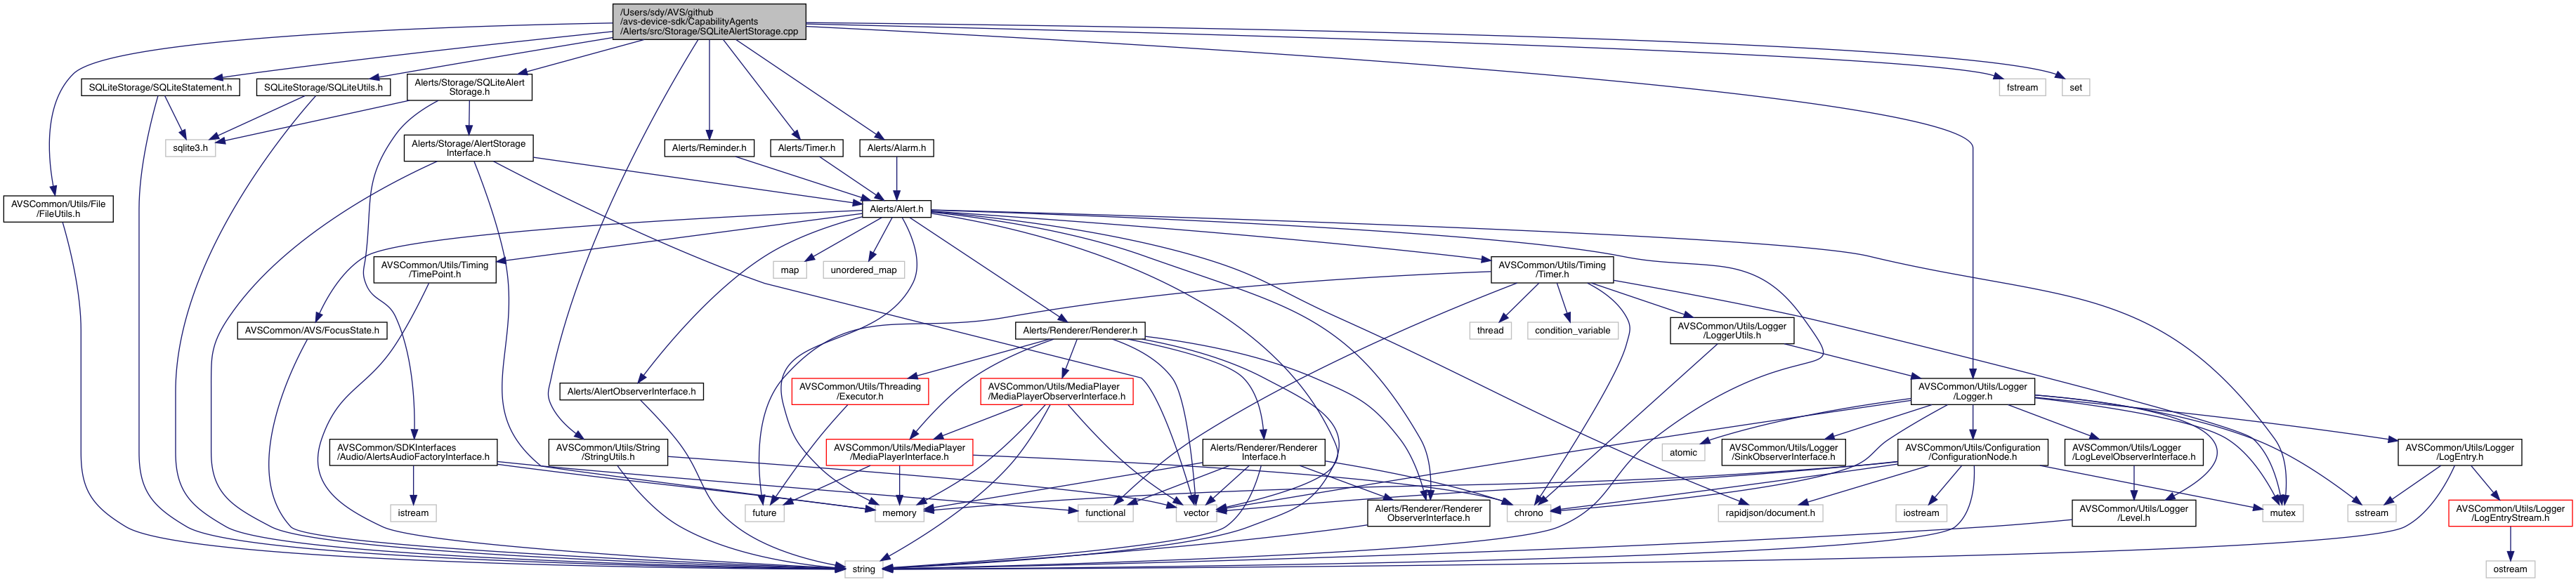 /Users/sdy/AVS/github
/avs-device-sdk/CapabilityAgents
/Alerts/src/Storage/SQLiteAlertStorage.cpp
SQLiteStorage/SQLiteStatement.h
SQLiteStorage/SQLiteUtils.h
Alerts/Storage/SQLiteAlert
Storage.h
fstream
set
sqlite3.h
Alerts/Storage/AlertStorage
Interface.h
Alerts/Reminder.h
Alerts/Timer.h
Alerts/Alarm.h
AVSCommon/Utils/File
/FileUtils.h
Alerts/Alert.h
AVSCommon/Utils/Timing
/TimePoint.h
map
unordered_map
AVSCommon/Utils/Timing
/Timer.h
AVSCommon/AVS/FocusState.h
Alerts/Renderer/Renderer.h
thread
condition_variable
AVSCommon/Utils/Logger
/LoggerUtils.h
Alerts/AlertObserverInterface.h
AVSCommon/Utils/Threading
/Executor.h
AVSCommon/Utils/MediaPlayer
/MediaPlayerObserverInterface.h
AVSCommon/Utils/Logger
/Logger.h
AVSCommon/SDKInterfaces
/Audio/AlertsAudioFactoryInterface.h
AVSCommon/Utils/String
/StringUtils.h
AVSCommon/Utils/MediaPlayer
/MediaPlayerInterface.h
Alerts/Renderer/Renderer
Interface.h
atomic
AVSCommon/Utils/Logger
/SinkObserverInterface.h
AVSCommon/Utils/Configuration
/ConfigurationNode.h
AVSCommon/Utils/Logger
/LogLevelObserverInterface.h
AVSCommon/Utils/Logger
/LogEntry.h
istream
future
memory
functional
vector
Alerts/Renderer/Renderer
ObserverInterface.h
chrono
rapidjson/document.h
iostream
AVSCommon/Utils/Logger
/Level.h
mutex
sstream
AVSCommon/Utils/Logger
/LogEntryStream.h
string
ostream